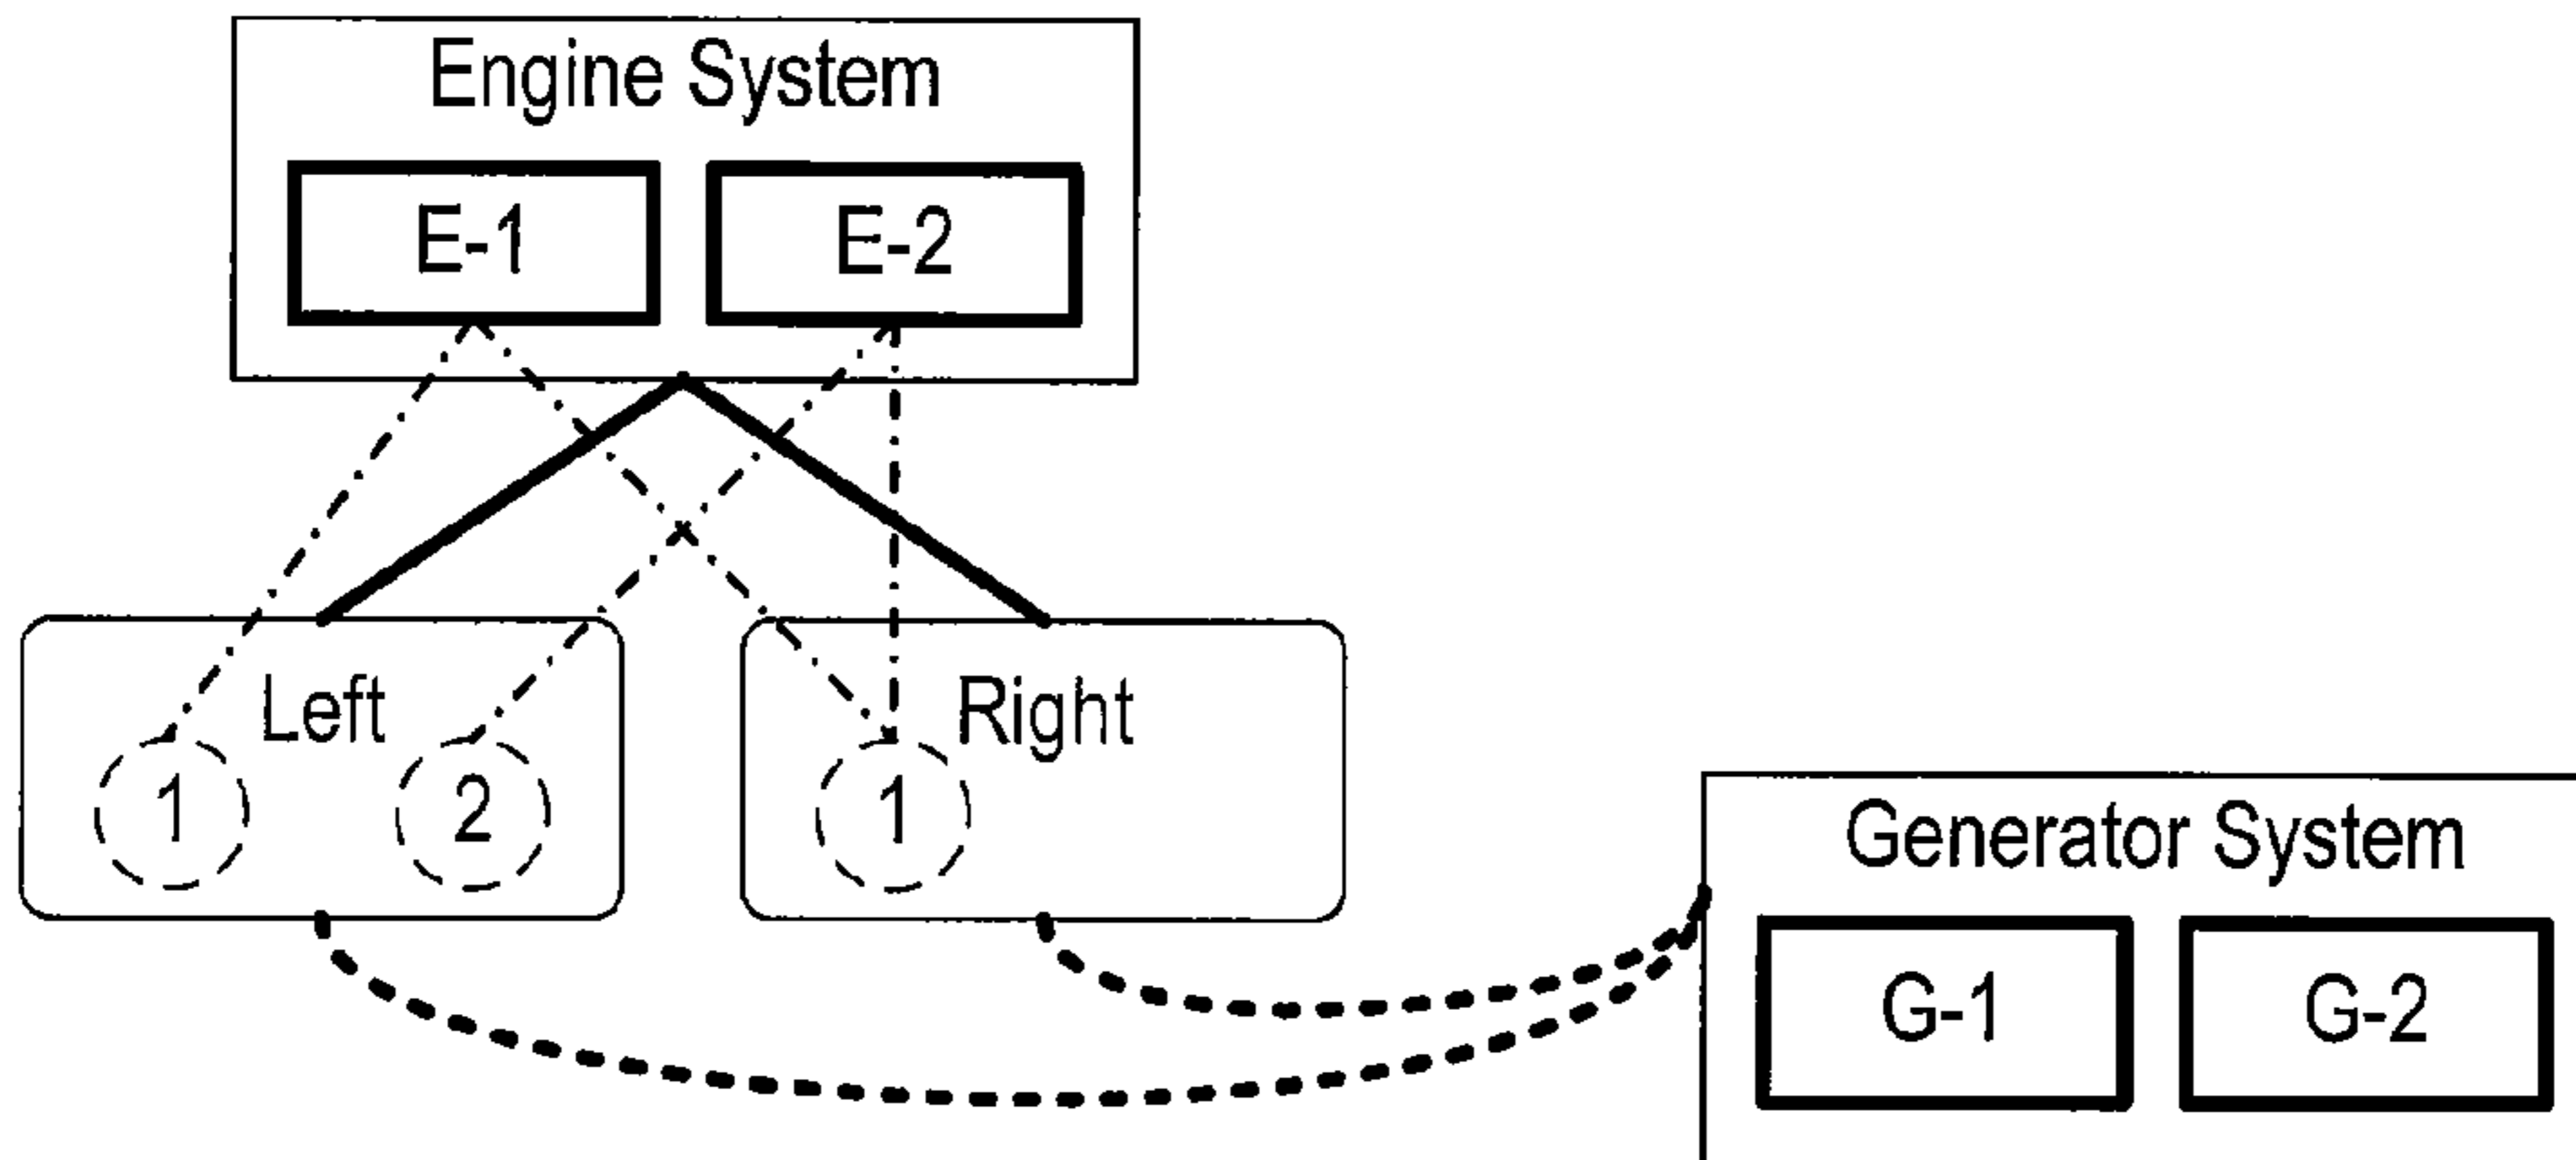 Engine System
E-1
E-2
Left
Right
1
2
1
Generator System
G-1
G-2